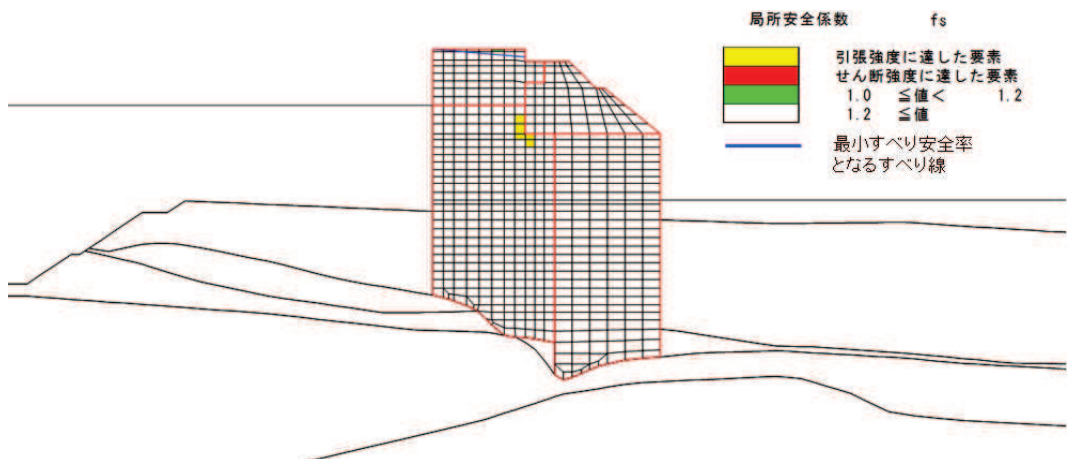 局所安全係数 fs
引張強度に達した要素
せん断強度に達した要素
1.0 ≦値< 1.2
1.2 ≦値
最小すべり安全率
となるすべり線